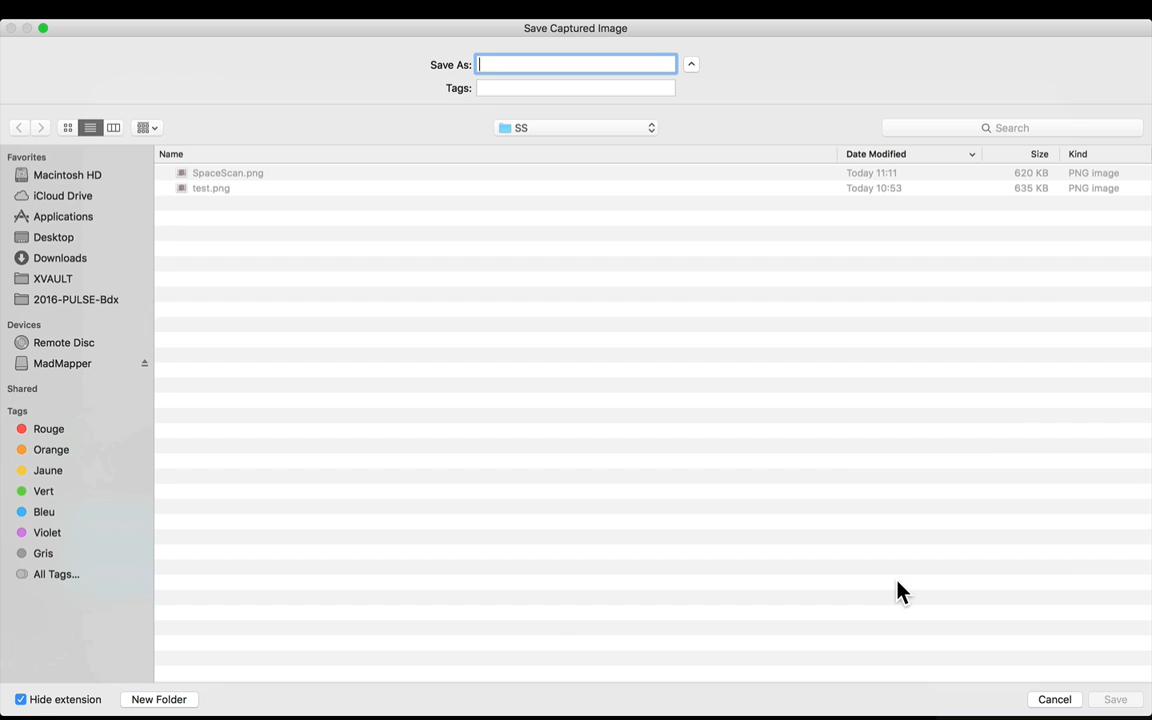 Save Captured Image
Save As:
Tags:
SS
Search
Favorites
Macintosh HD
iCloud Drive
Applications
Desktop
Downloads
XVAULT
2016-PULSE-Bdx
Devices
Remote Disc
MadMapper
Shared
Tags
Rouge
Orange
Jaune
Vert
Bleu
Violet
Gris
All Tags...
Name Date Modified Size Kind
SpaceScan.png Today 11:11 620 KB PNG image
test.png Today 10:53 635 KB PNG image
Hide extension New Folder Cancel Save